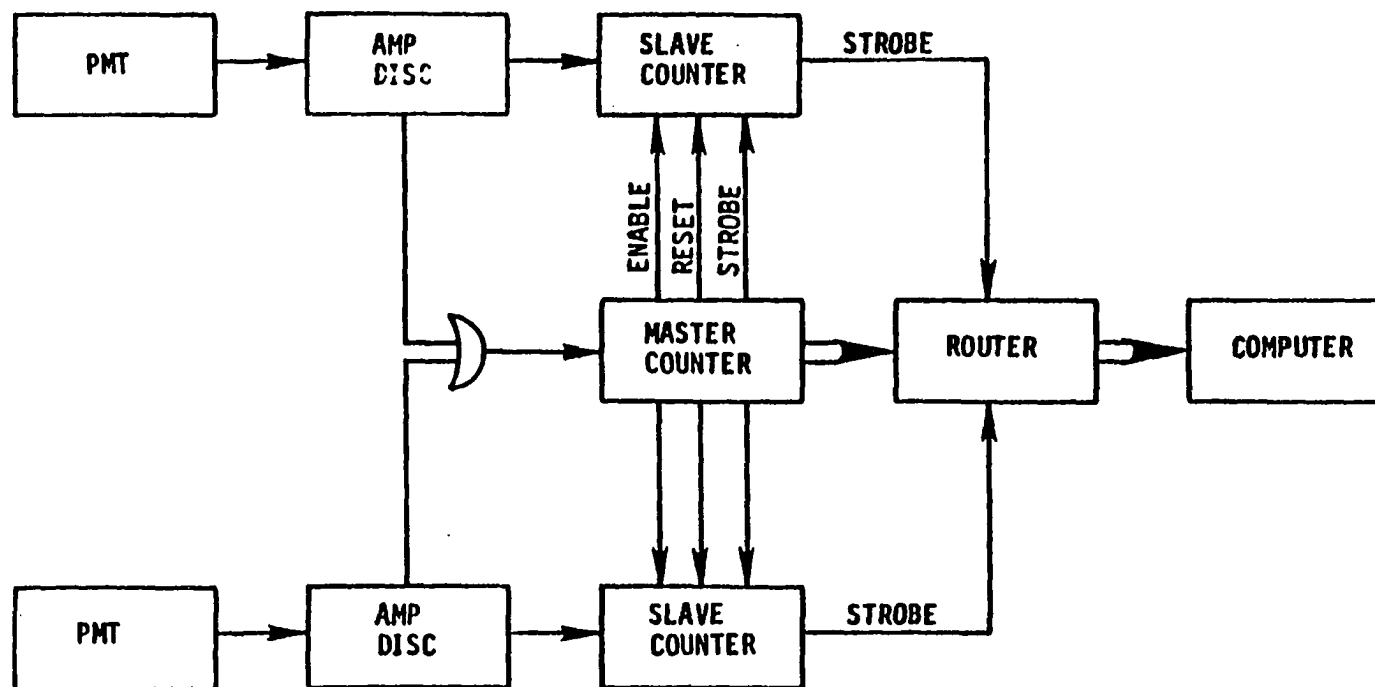 PMT
AMP
DISC
SLAVE
COUNTER
STROBE
ENABLE
RESET
STROBE
MASTER
COUNTER
ROUTER
COMPUTER
PMT
AMP
DISC
SLAVE
COUNTER
STROBE